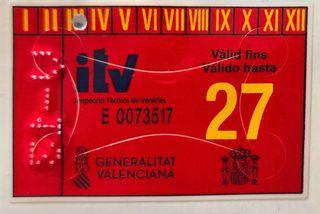 I II III IV V VI VII VIII IX X XI XII
itv
Inspecció Tècnica de Vehicles
E 0073517
Vàlid fins
Válido hasta
27
GENERALITAT
VALENCIANA